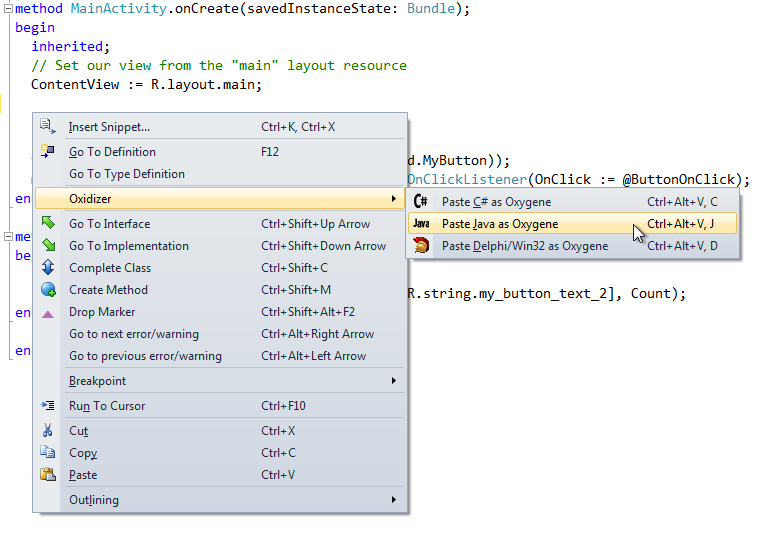 method MainActivity.onCreate(savedInstanceState: Bundle);
begin
inherited;
// Set our view from the "main" layout resource
ContentView := R.layout.main;
Insert Snippet... Ctrl+K, Ctrl+X
Go To Definition F12
d.MyButton));
Go To Type Definition
OnClickListener(OnClick := @ButtonOnClick);
en
Oxidizer
C# Paste C# as Oxygene Ctrl+Alt+V, C
Go To Interface Ctrl+Shift+Up Arrow
Java Paste Java as Oxygene Ctrl+Alt+V, J
me
Go To Implementation Ctrl+Shift+Down Arrow
Paste Delphi/Win32 as Oxygene Ctrl+Alt+V, D
be
Complete Class Ctrl+Shift+C
Create Method Ctrl+Shift+M
R.string.my_button_text_2], Count);
en
Drop Marker Ctrl+Shift+Alt+F2
Go to next error/warning Ctrl+Alt+Right Arrow
en
Go to previous error/warning Ctrl+Alt+Left Arrow
Breakpoint
Run To Cursor Ctrl+F10
Cut Ctrl+X
Copy Ctrl+C
Paste Ctrl+V
Outlining